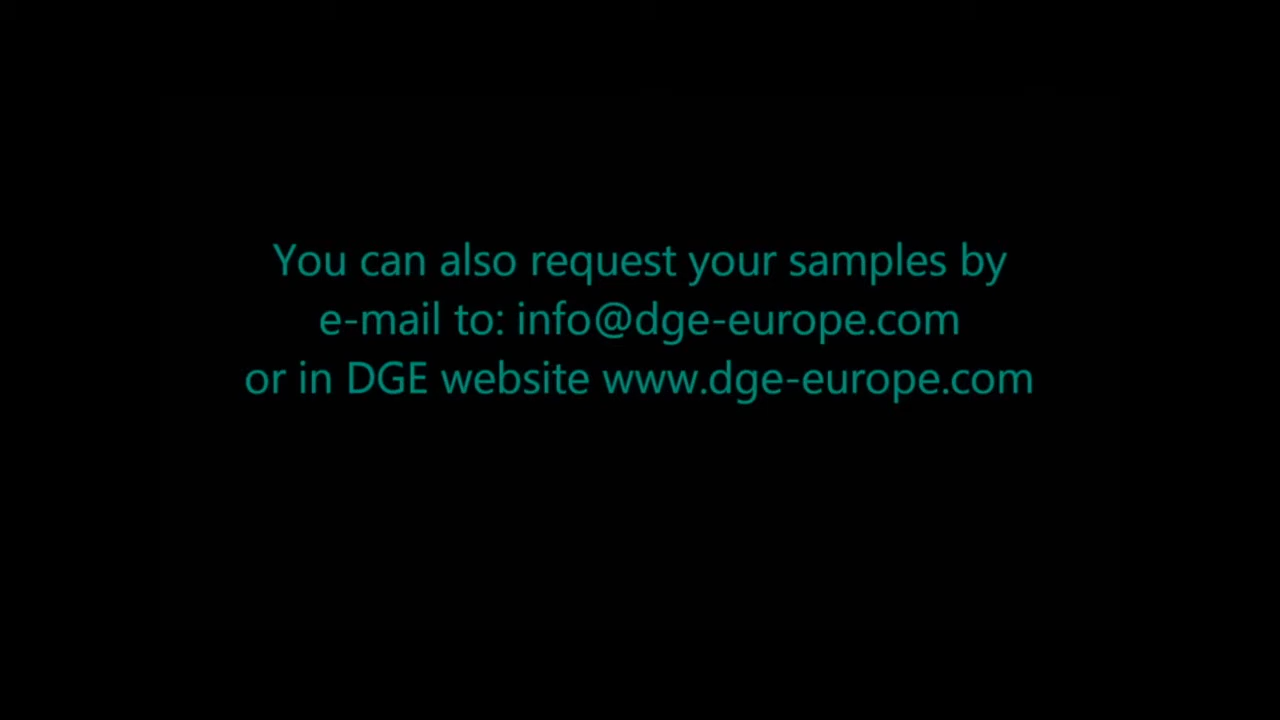 You can also request your samples by
e-mail to: info@dge-europe.com
or in DGE website www.dge-europe.com